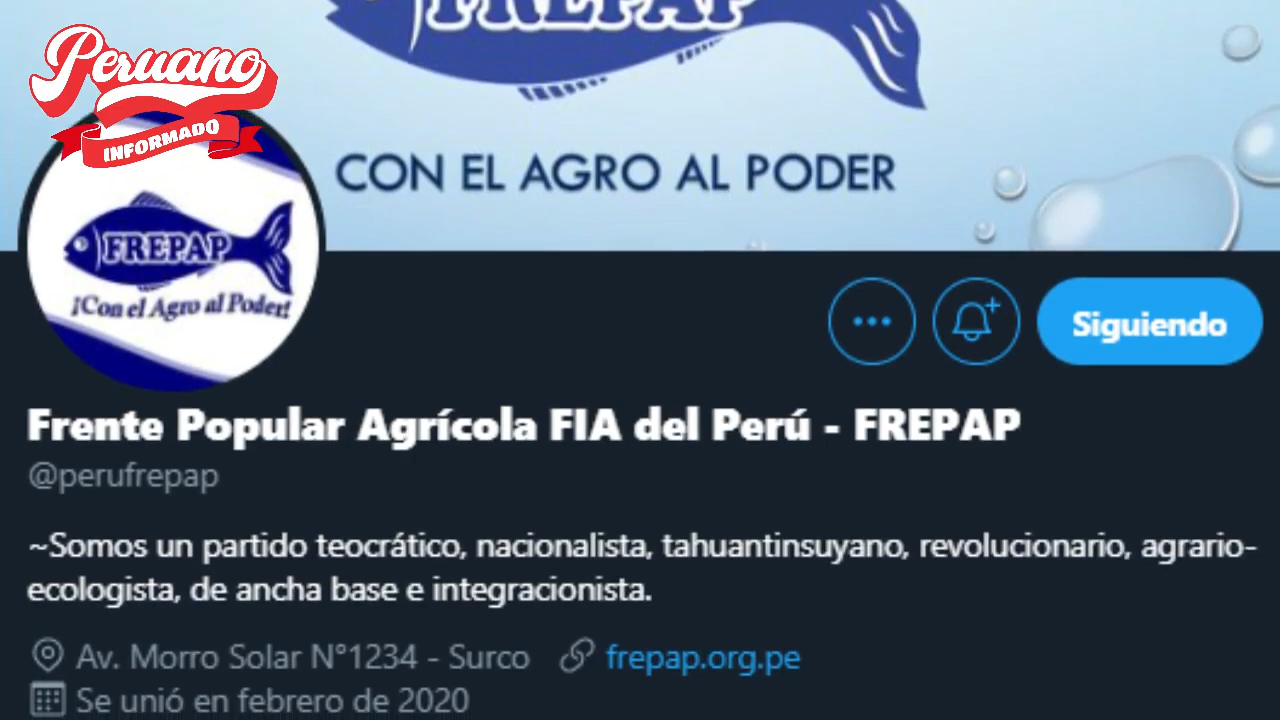 FREPAP
Peruano
INFORMADO
CON EL AGRO AL PODER
FREPAP
¡Con el Agro al Poder!
Siguiendo
Frente Popular Agrícola FIA del Perú - FREPAP
@perufrepap
~Somos un partido teocrático, nacionalista, tahuantinsuyano, revolucionario, agrario-
ecologista, de ancha base e integracionista.
Av. Morro Solar N°1234 - Surco frepap.org.pe
Se unió en febrero de 2020